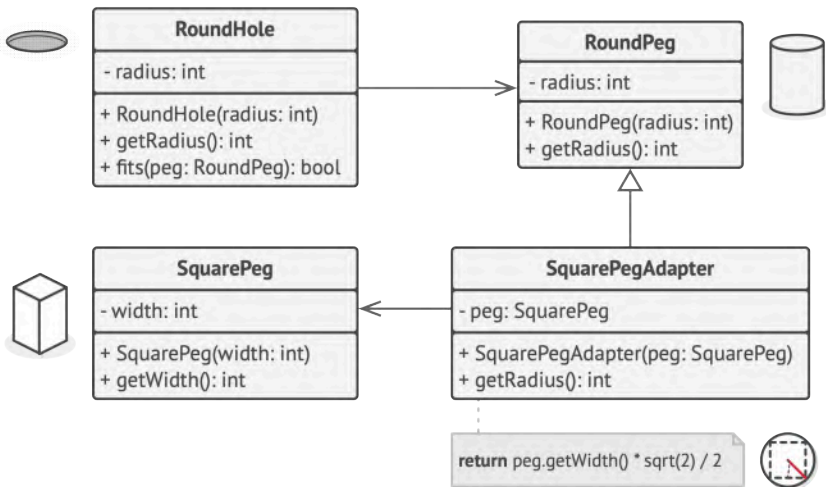 RoundHole
- radius: int
+ RoundHole(radius: int)
+ getRadius(): int
+ fits(peg: RoundPeg): bool
RoundPeg
- radius: int
+ RoundPeg(radius: int)
+ getRadius(): int
SquarePeg
- width: int
+ SquarePeg(width: int)
+ getWidth(): int
SquarePegAdapter
- peg: SquarePeg
+ SquarePegAdapter(peg: SquarePeg)
+ getRadius(): int
return peg.getWidth() * sqrt(2) / 2